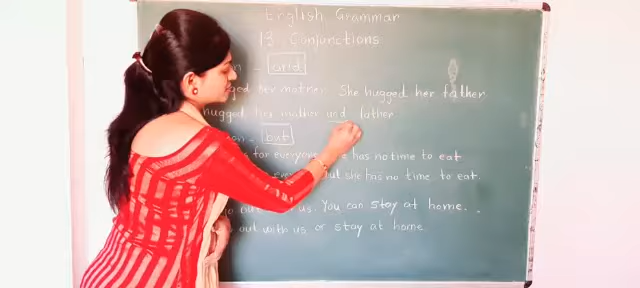 English Grammar
13. Conjunctions
and
her mother. She hugged her father
hugged her mother and father
but
for everyone. She has no time to eat
but she has no time to eat.
with us. You can stay at home.
out with us or stay at home.